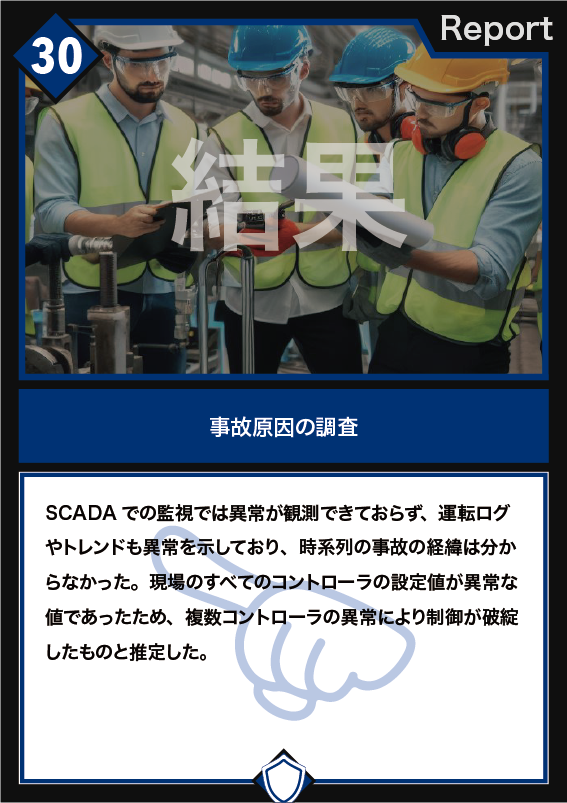 Report
30
結果
事故原因の調査
SCADA での監視では異常が観測できておらず、運転ログ
やトレンドも異常を示しており、時系列の事故の経緯は分か
らなかった。現場のすべてのコントローラの設定値が異常な
値であったため、複数コントローラの異常により制御が破綻
したものと推定した。